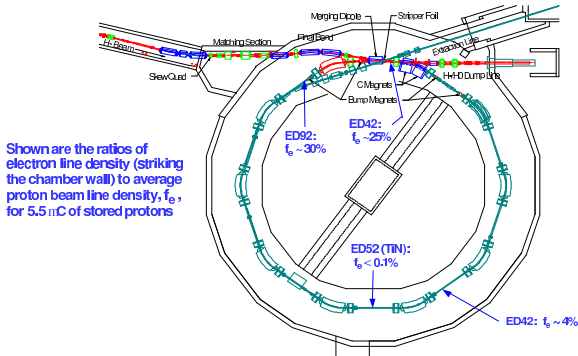 Merging Dipole
Stripper Foil
Final Bend
Matching Section
H- Beam
Extraction Line
Skew Quad
H-/H0 Dump Line
C Magnets
Bump Magnets
ED92:
fe ~30%
ED42:
fe ~25%
Shown are the ratios of
electron line density (striking
the chamber wall) to average
proton beam line density, fe ,
for 5.5 mC of stored protons
ED52 (TiN):
fe < 0.1%
ED42: fe ~ 4%